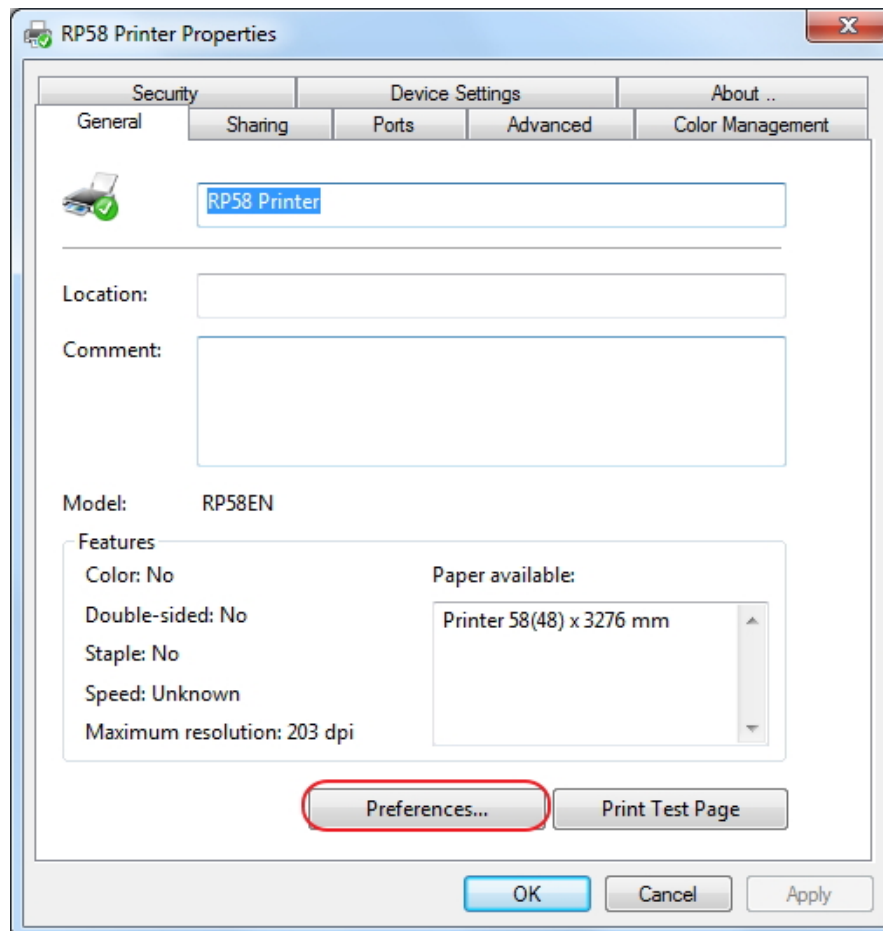 RP58 Printer Properties
Security Device Settings About ..
General Sharing Ports Advanced Color Management
RP58 Printer
Location:
Comment:
Model: RP58EN
Features
Color: No Paper available:
Double-sided: No Printer 58(48) x 3276 mm
Staple: No
Speed: Unknown
Maximum resolution: 203 dpi
Preferences... Print Test Page
OK Cancel Apply